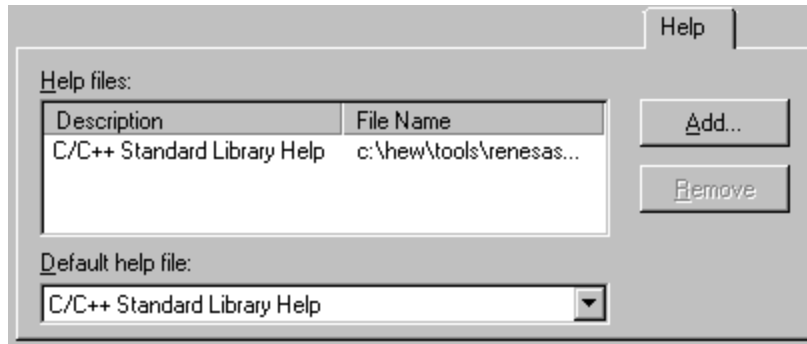 Help
Help files:
Description File Name
C/C++ Standard Library Help c:\hew\tools\renesas...
Add...
Remove
Default help file:
C/C++ Standard Library Help